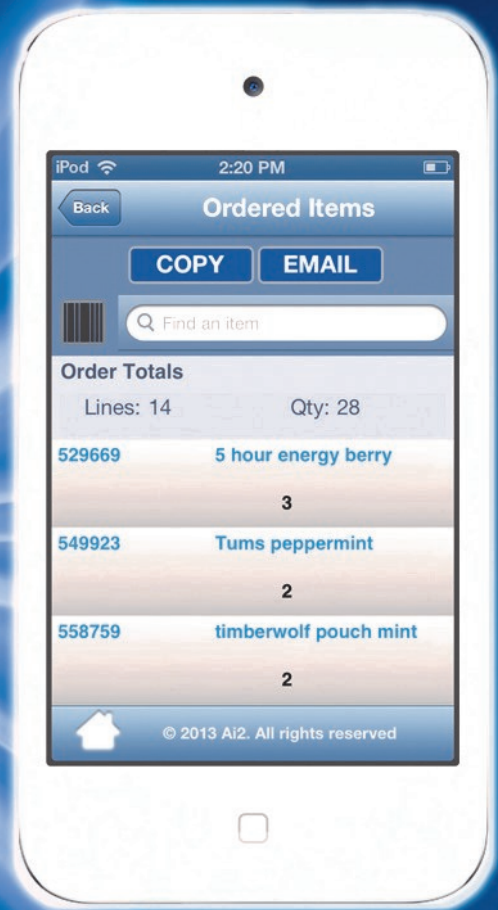 iPod 2:20 PM
Back Ordered Items
COPY EMAIL
Find an item
Order Totals
Lines: 14 Qty: 28
529669 5 hour energy berry
3
549923 Tums peppermint
2
558759 timberwolf pouch mint
2
© 2013 Ai2. All rights reserved